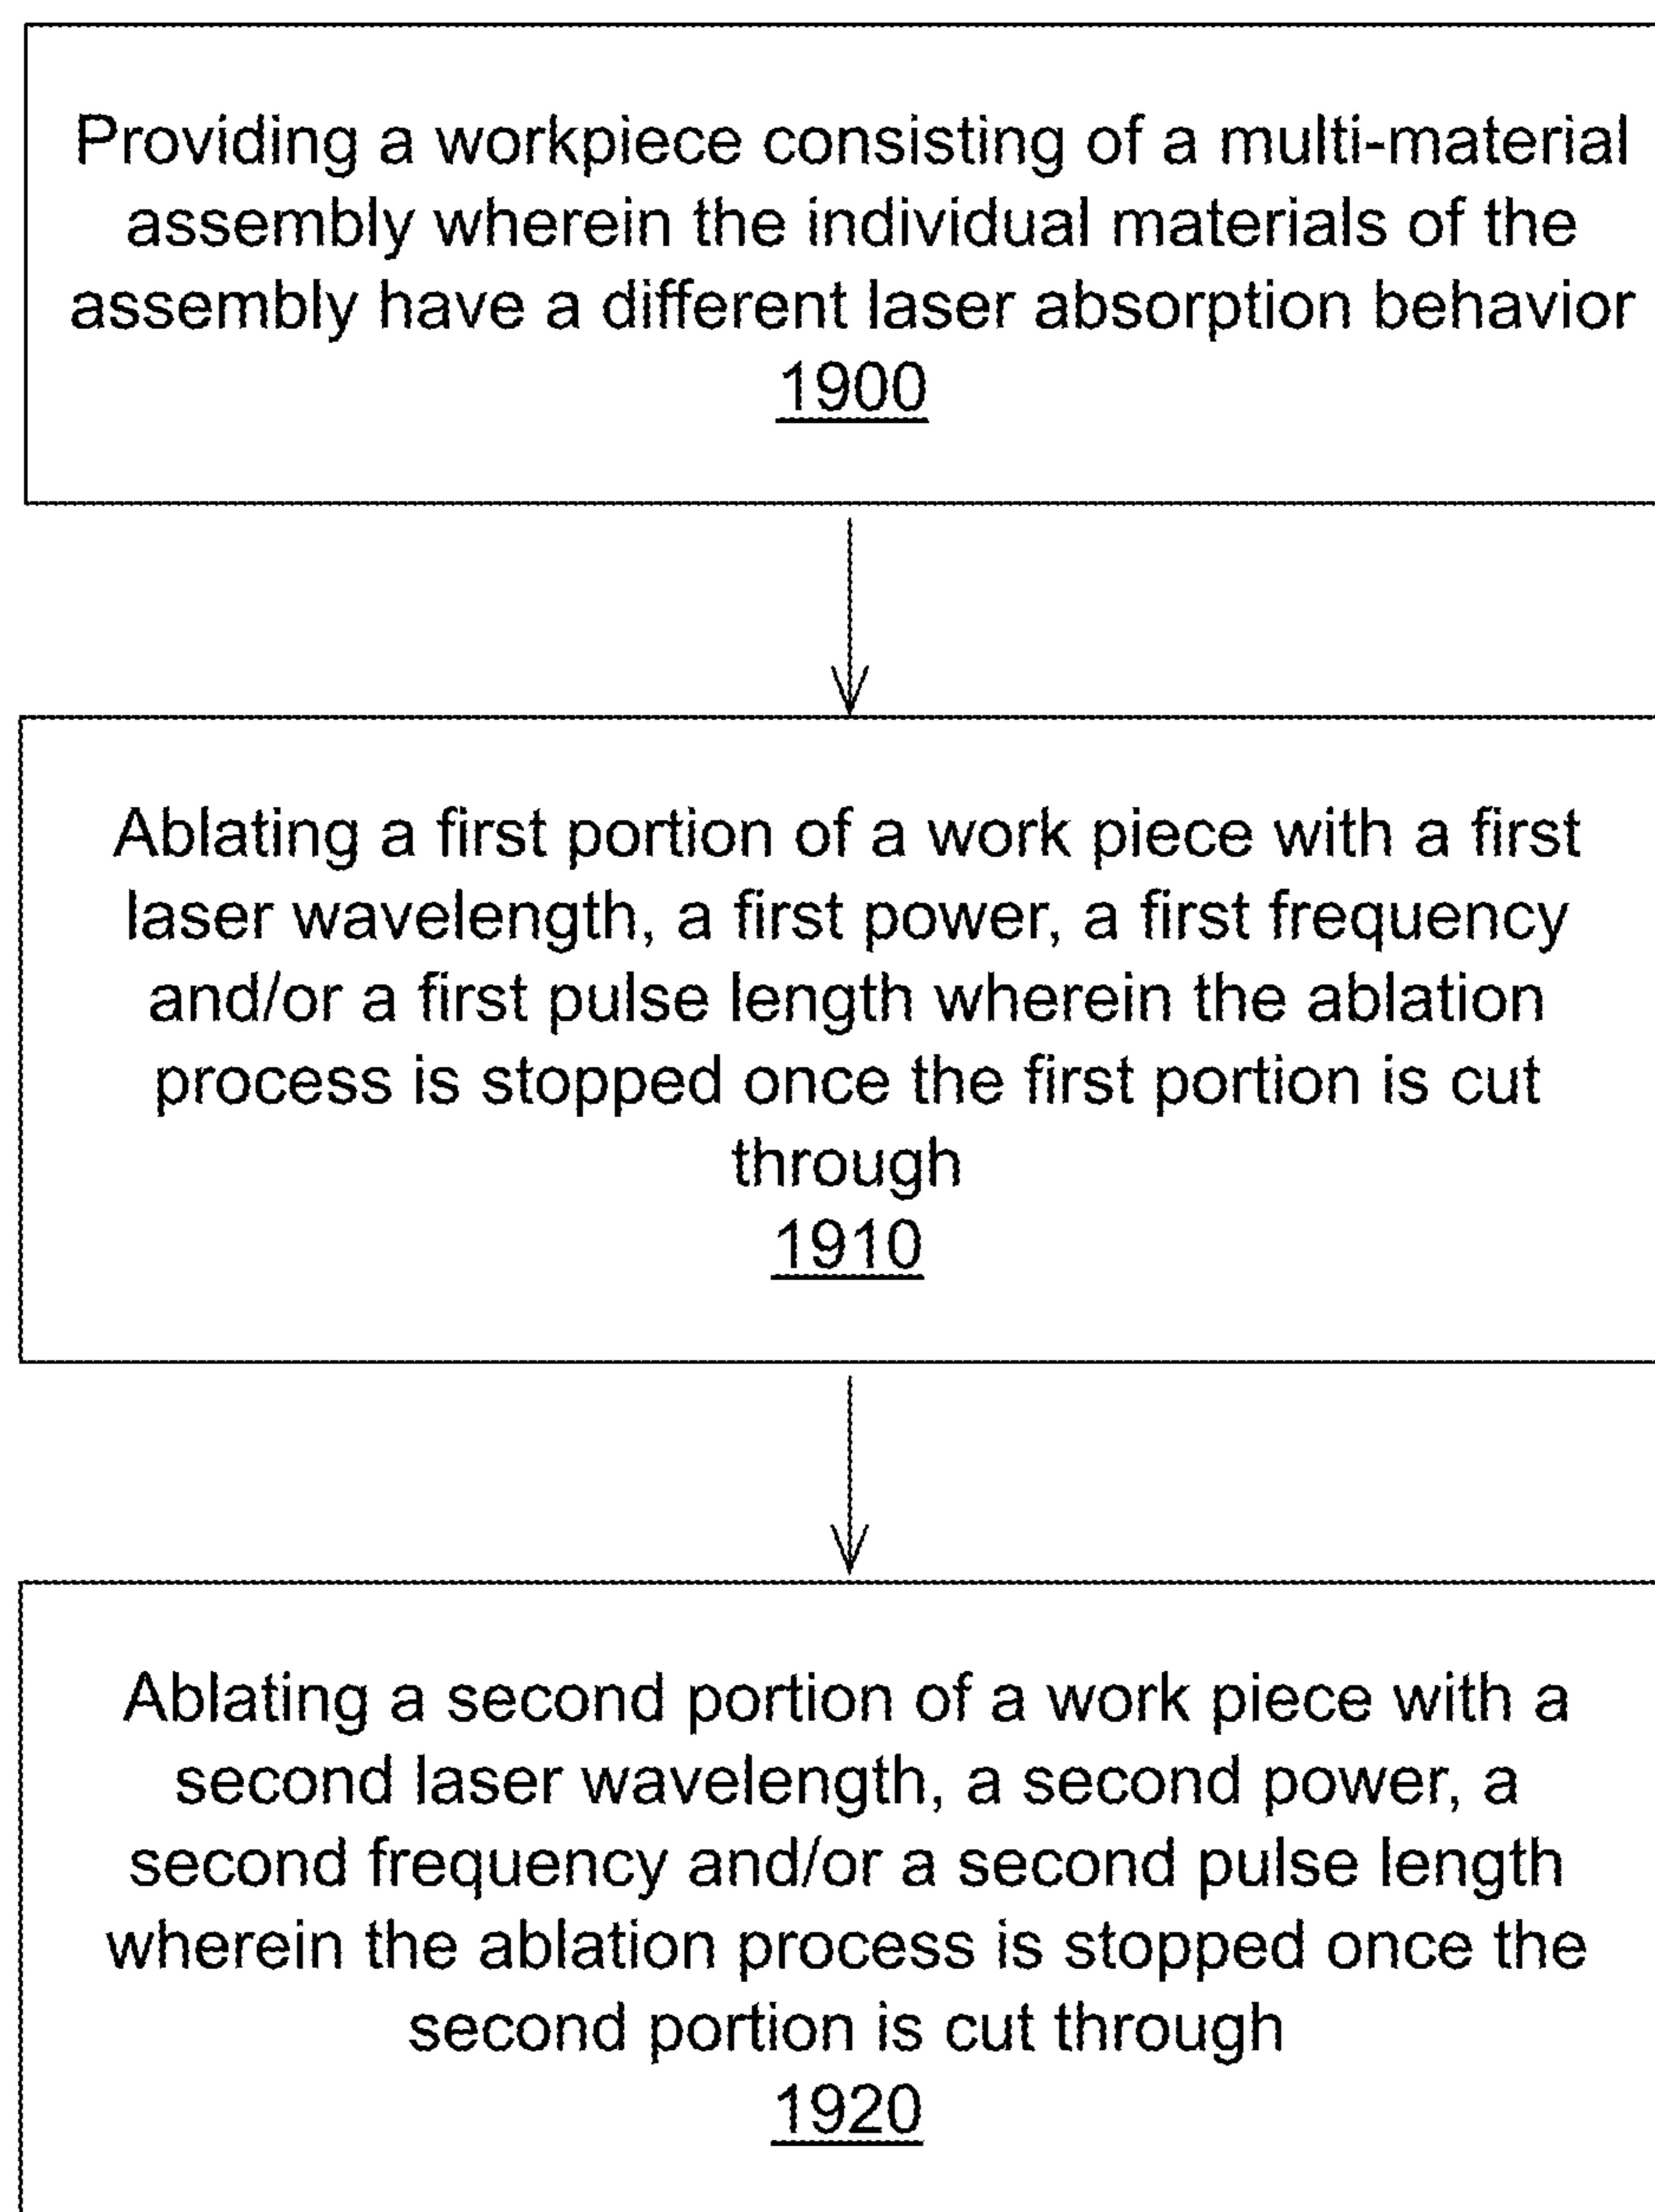 Providing a workpiece consisting of a multi-material
assembly wherein the individual materials of the
assembly have a different laser absorption behavior
1900
Ablating a first portion of a work piece with a first
laser wavelength, a first power, a first frequency
and/or a first pulse length wherein the ablation
process is stopped once the first portion is cut
through
1910
Ablating a second portion of a work piece with a
second laser wavelength, a second power, a
second frequency and/or a second pulse length
wherein the ablation process is stopped once the
second portion is cut through
1920